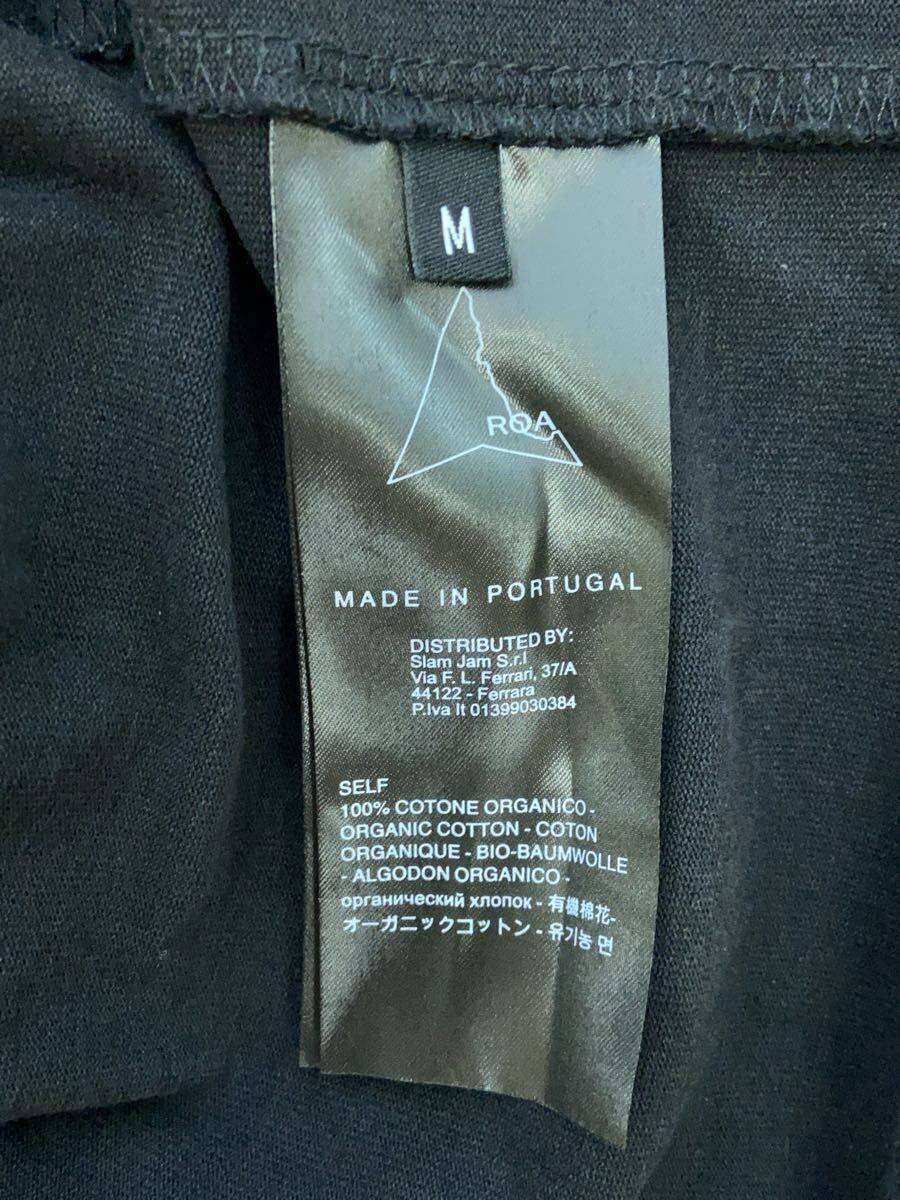 M
ROA
MADE IN PORTUGAL
DISTRIBUTED BY:
Slam Jam S.r.l
Via F. L. Ferrari, 37/A
44122 - Ferrara
P.Iva It 01399030384
SELF
100% COTONE ORGANICO -
ORGANIC COTTON - COTON
ORGANIQUE - BIO-BAUMWOLLE
- ALGODON ORGANICO -
органический хлопок - 有機棉花-
オーガニックコットン - 유기농 면